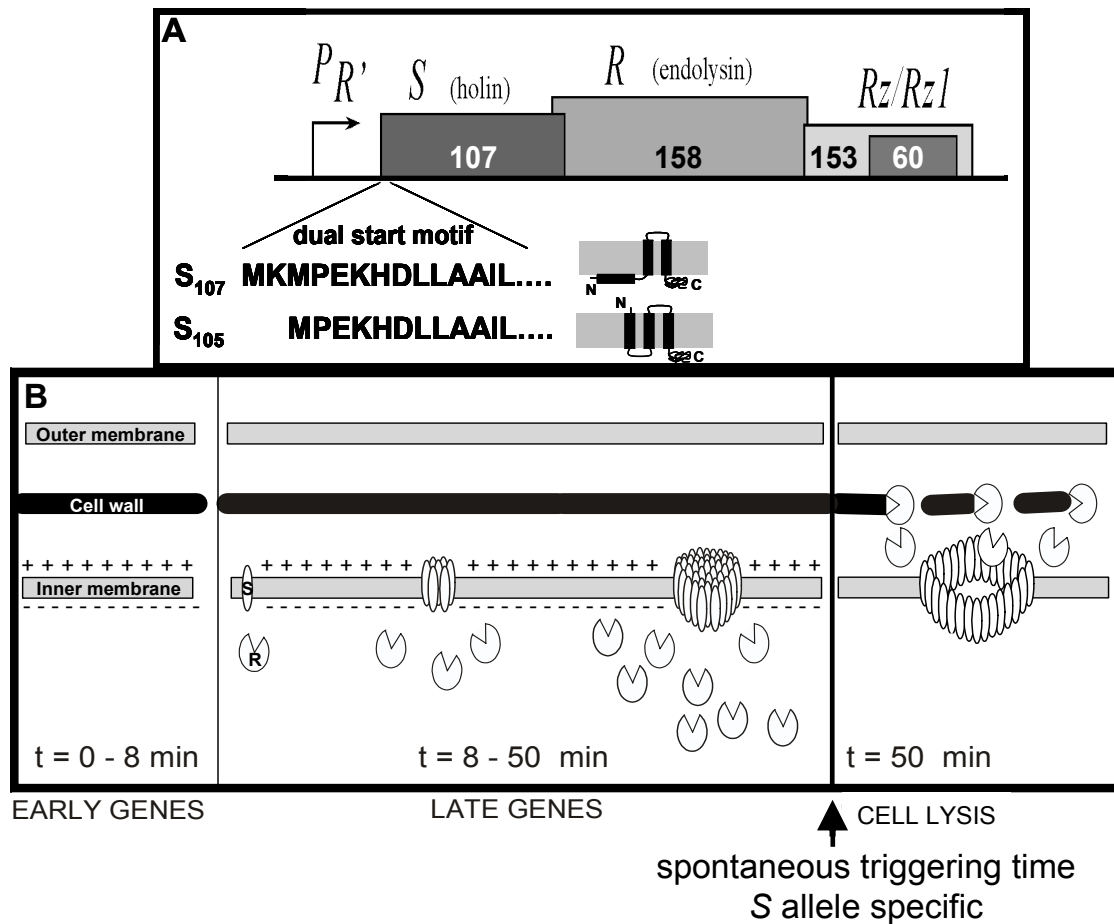 A
P R’ S (holin) R (endolysin) Rz/Rz1
107 158 153 60
dual start motif
S107 MKMPEKHDLLAAIL....
N C
S105 MPEKHDLLAAIL....
N C
B
Outer membrane
Cell wall
+ + + + + + + + + + + + + + + + + + + + + + + + + + + + + + +
Inner membrane S
R
t = 0 - 8 min t = 8 - 50 min t = 50 min
EARLY GENES LATE GENES CELL LYSIS
spontaneous triggering time
S allele specific